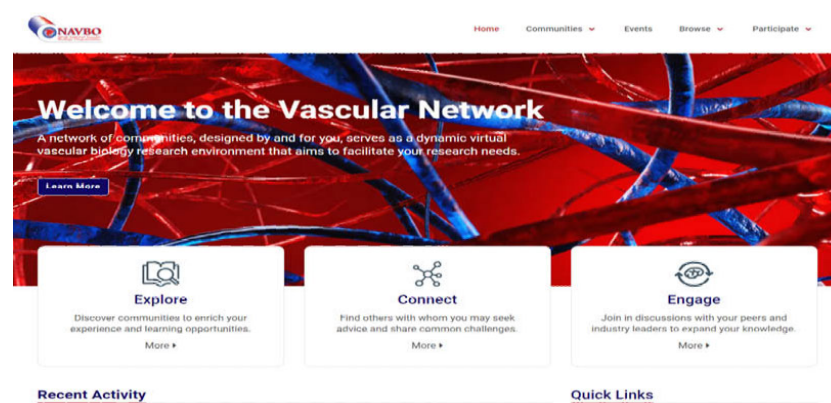 NAVBO
Home
Communities
Events
Browse
Participate
Welcome to the Vascular Network
A network of communities, designed by and for you, serves as a dynamic virtual
vascular biology research environment that aims to facilitate your research needs.
Learn More
Explore
Discover communities to enrich your
experience and learning opportunities.
More
Connect
Find others with whom you may seek
advice and share common challenges.
More
Engage
Join in discussions with your peers and
industry leaders to expand your knowledge.
More
Recent Activity
Quick Links